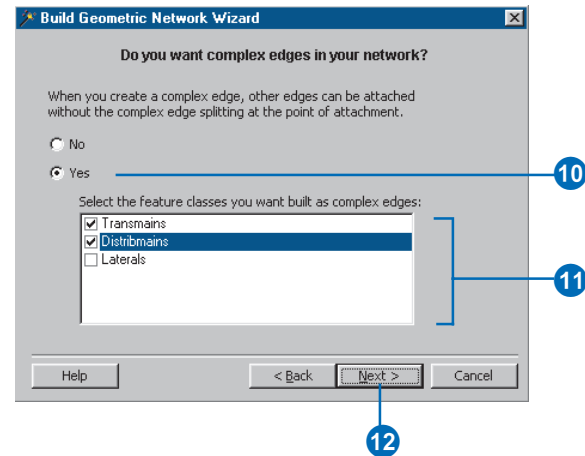 Build Geometric Network Wizard
Do you want complex edges in your network?
When you create a complex edge, other edges can be attached
without the complex edge splitting at the point of attachment.
No
Yes
10
Select the feature classes you want built as complex edges:
Transmains
Distribmains
Laterals
11
Help
< Back
Next >
Cancel
12